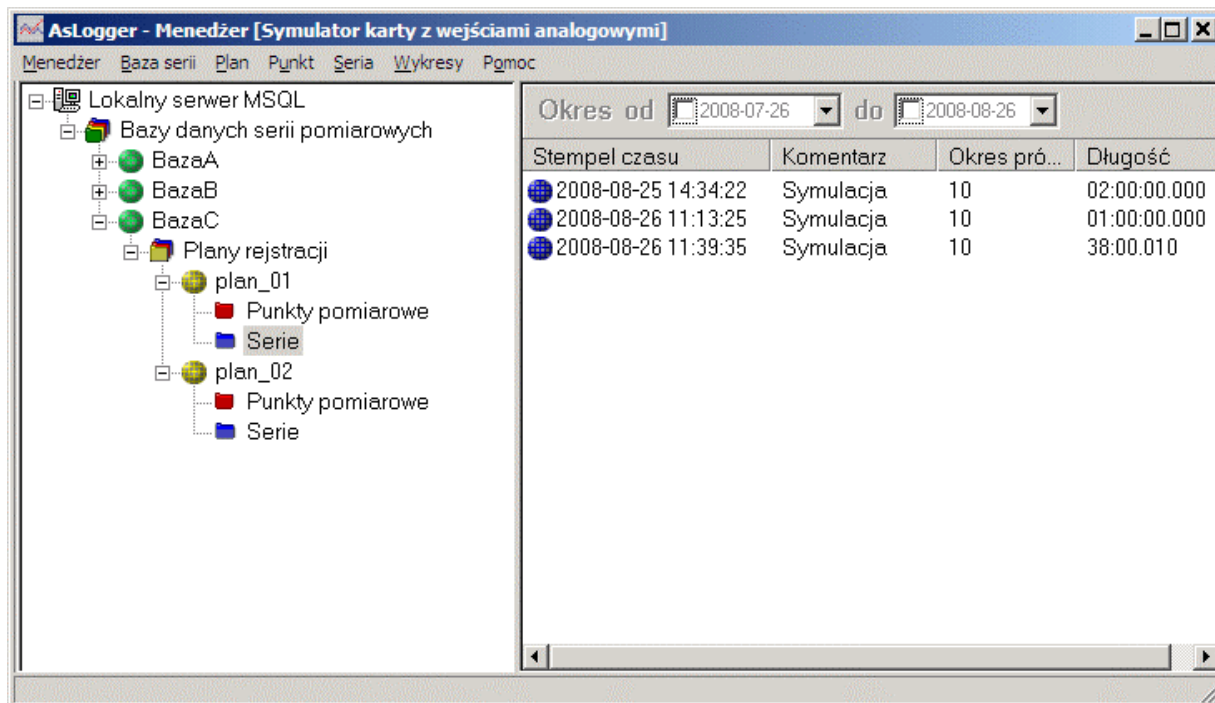 AsLogger - Menedżer [Symulator karty z wejściami analogowymi]
Menedżer Baza serii Plan Punkt Seria Wykresy Pomoc
Lokalny serwer MSQL
Bazy danych serii pomiarowych
BazaA
BazaB
BazaC
Plany rejstracji
plan_01
Punkty pomiarowe
Serie
plan_02
Punkty pomiarowe
Serie
Okres od 2008-07-26 do 2008-08-26
Stempel czasu Komentarz Okres pró... Długość
2008-08-25 14:34:22 Symulacja 10 02:00:00.000
2008-08-26 11:13:25 Symulacja 10 01:00:00.000
2008-08-26 11:39:35 Symulacja 10 38:00.010